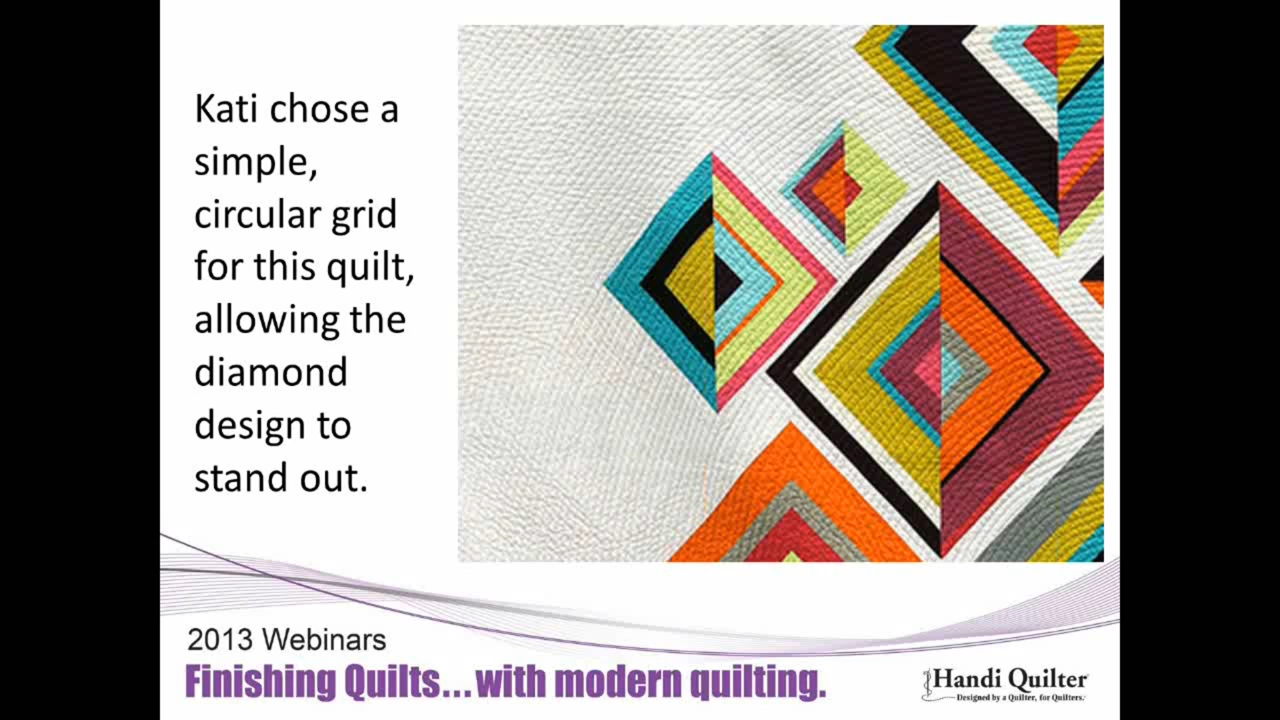 Kati chose a
simple,
circular grid
for this quilt,
allowing the
diamond
design to
stand out.
2013 Webinars
Finishing Quilts...with modern quilting.
Handi Quilter
Designed by a Quilter, for Quilters.